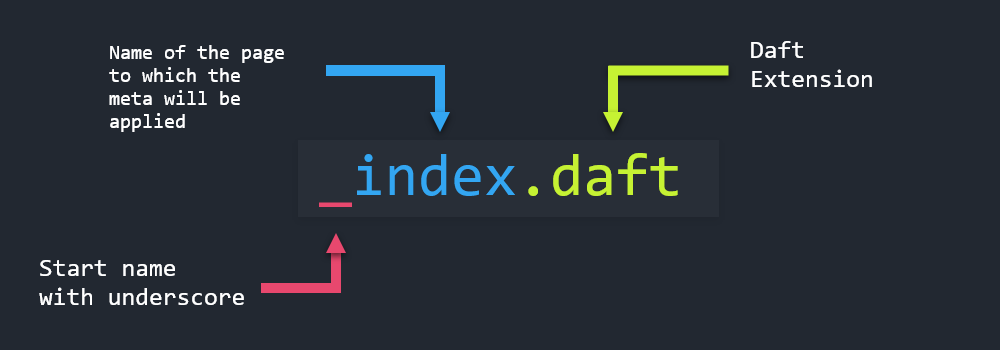 Name of the page
to which the
meta will be
applied
Daft
Extension
_index.daft
Start name
with underscore